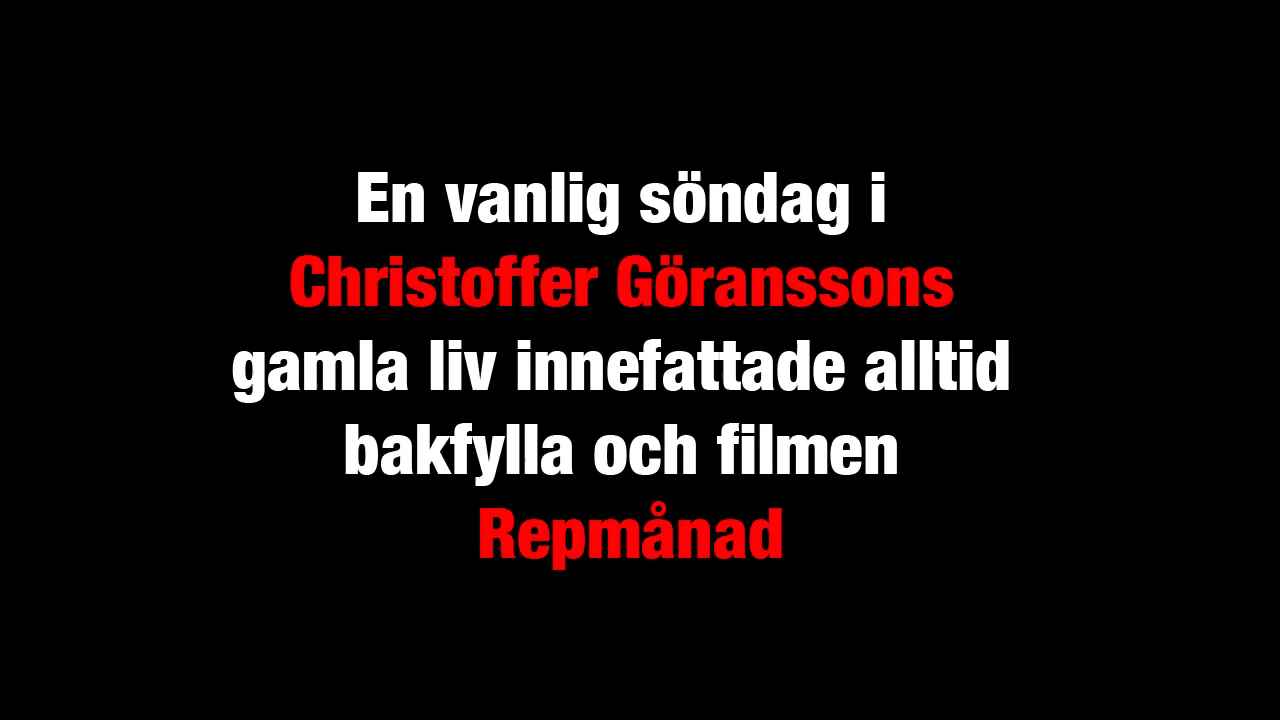 En vanlig söndag i
Christoffer Göranssons
gamla liv innefattade alltid
bakfylla och filmen
Repmånad